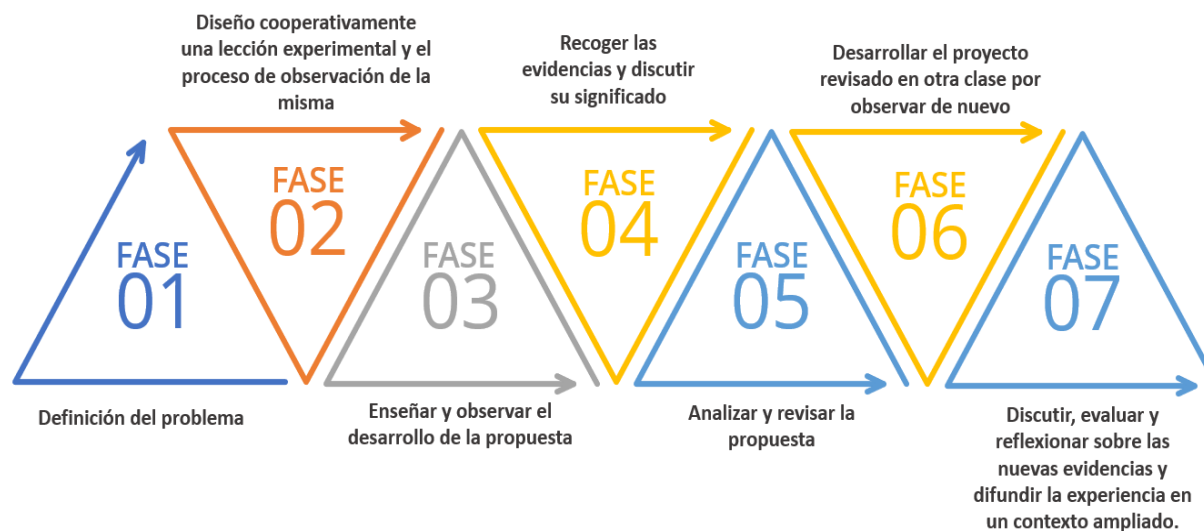 FASE
01
Definición del problema
Diseño cooperativamente
una lección experimental y el
proceso de observación de la
misma
FASE
02
FASE
03
Enseñar y observar el
desarrollo de la propuesta
Recoger las
evidencias y discutir
su significado
FASE
04
FASE
05
Analizar y revisar la
propuesta
Desarrollar el proyecto
revisado en otra clase por
observar de nuevo
FASE
06
FASE
07
Discutir, evaluar y
reflexionar sobre las
nuevas evidencias y
difundir la experiencia en
un contexto ampliado.